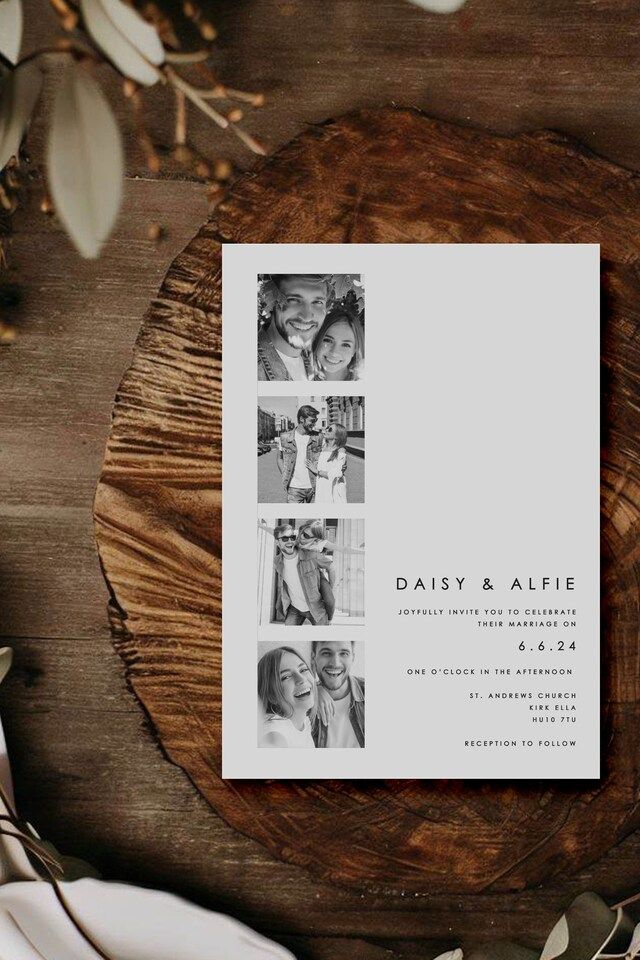 DAISY & ALFIE
JOYFULLY INVITE YOU TO CELEBRATE
THEIR MARRIAGE ON
6.6.24
ONE O'CLOCK IN THE AFTERNOON
ST. ANDREWS CHURCH
KIRK ELLA
HU10 7TU
RECEPTION TO FOLLOW